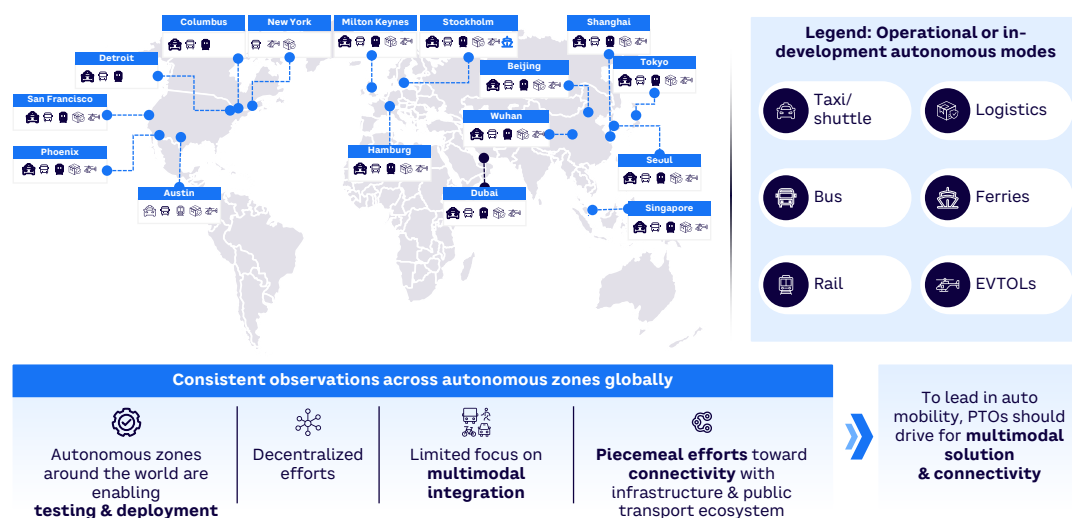 Columbus
New York
Milton Keynes
Stockholm
Shanghai
Detroit
Beijing
Tokyo
San Francisco
Wuhan
Phoenix
Hamburg
Seoul
Austin
Dubai
Singapore
Legend: Operational or in-
development autonomous modes
Taxi/
shuttle
Logistics
Bus
Ferries
Rail
EVTOLs
Consistent observations across autonomous zones globally
Autonomous zones
around the world are
enabling
testing & deployment
Decentralized
efforts
Limited focus on
multimodal
integration
Piecemeal efforts toward
connectivity with
infrastructure & public
transport ecosystem
To lead in auto
mobility, PTOs should
drive for multimodal
solution
& connectivity